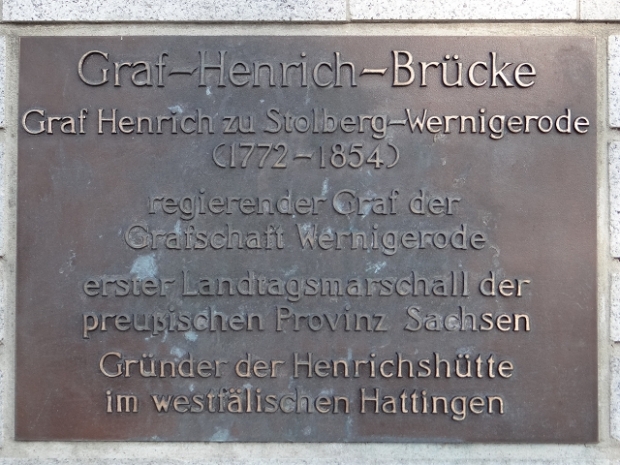 Graf-Henrich-Brücke
Graf Henrich zu Stolberg-Wernigerode
(1772-1854)
regierender Graf der
Grafschaft Wernigerode
erster Landtagsmarschall der
preußischen Provinz Sachsen
Gründer der Henrichshütte
im westfälischen Hattingen